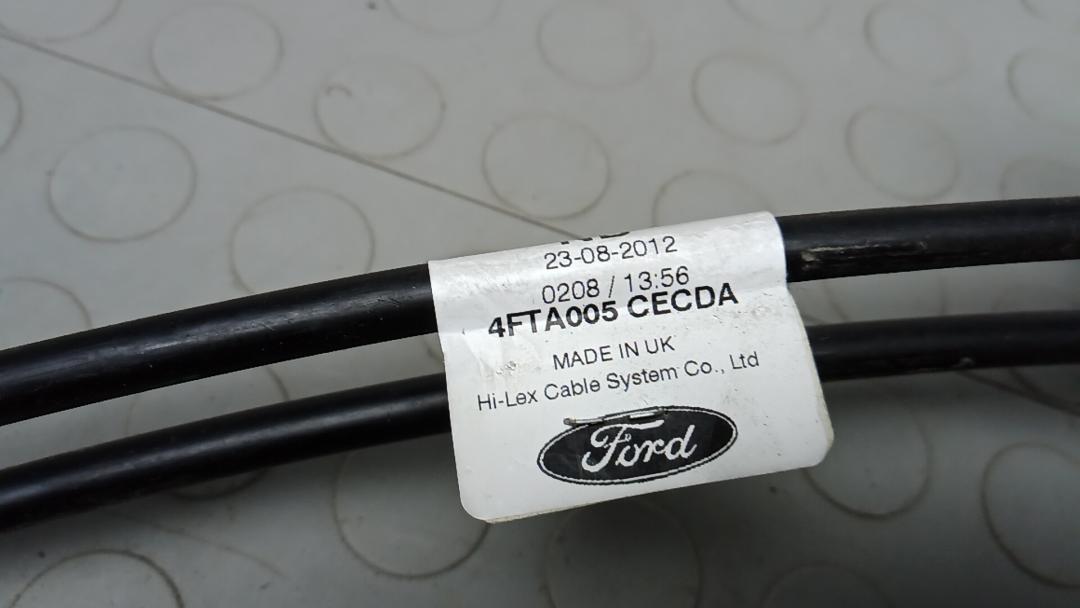 23-08-2012
0208 / 13:56
4FTA005 CECDA
MADE IN UK
Hi-Lex Cable System Co., Ltd
Ford